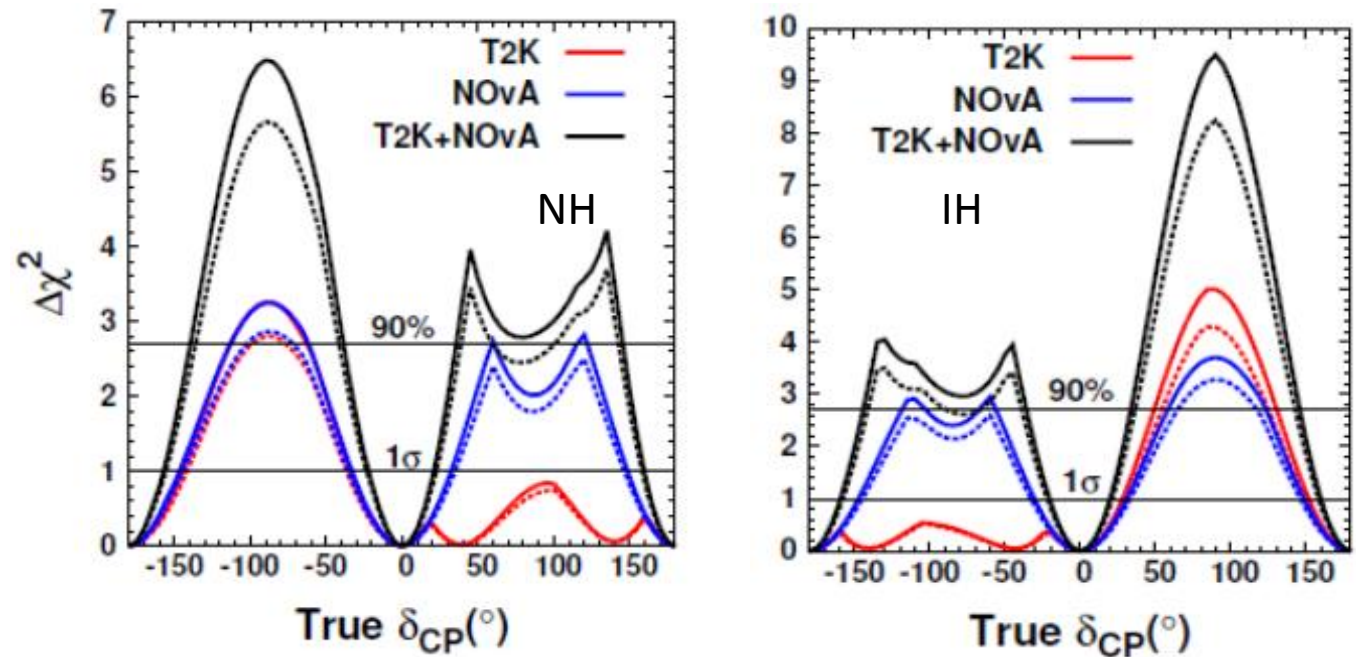 7
6
5
4
3
2
1
0
Δχ²
T2K
NOvA
T2K+NOvA
NH
90%
1σ
-150 -100 -50 0 50 100 150
True δCP(°)
10
9
8
7
6
5
4
3
2
1
0
T2K
NOvA
T2K+NOvA
IH
90%
1σ
-150 -100 -50 0 50 100 150
True δCP(°)